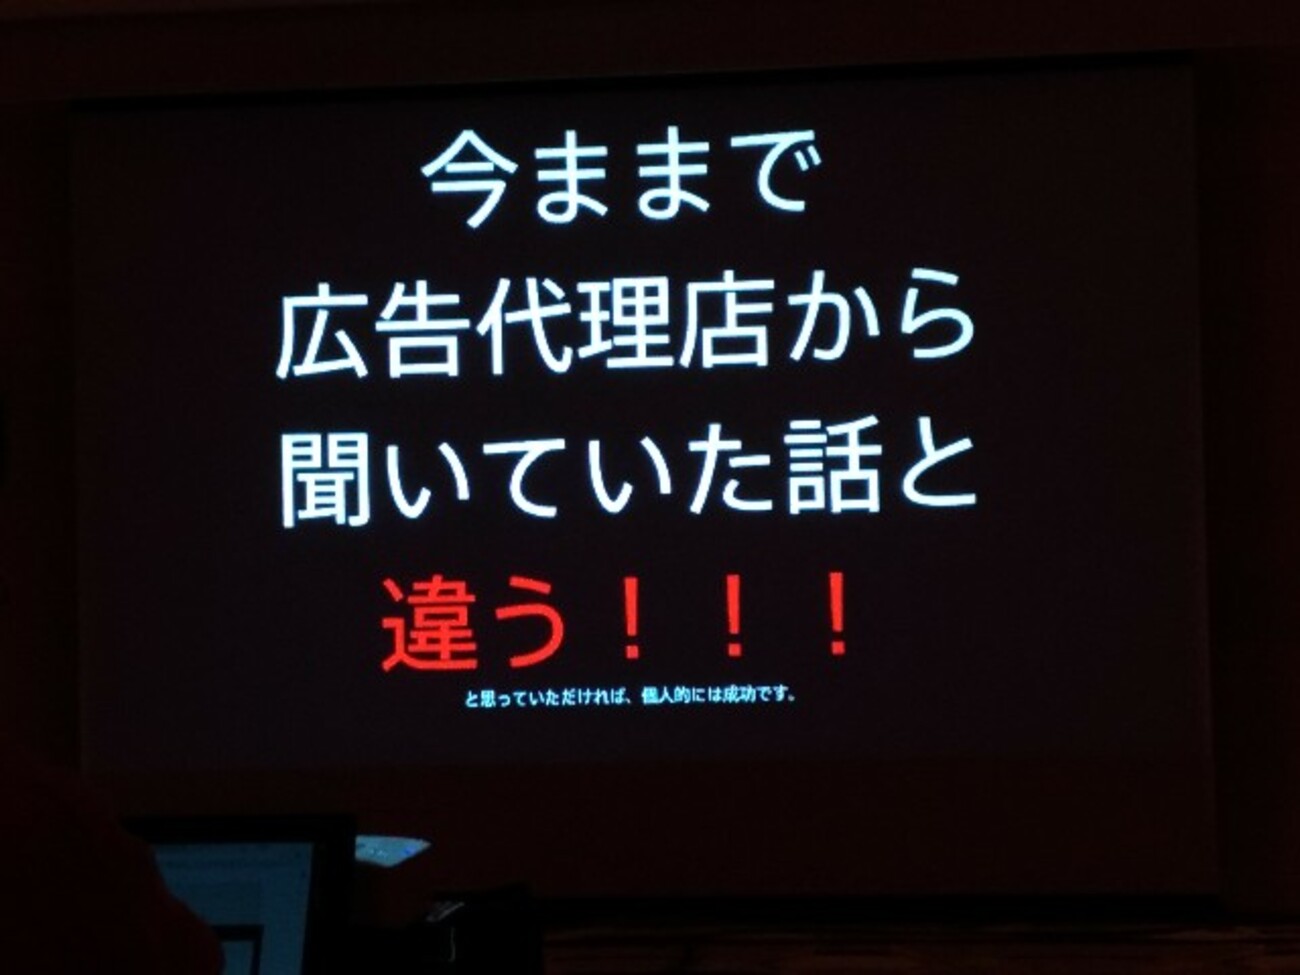 今ままで
広告代理店から
聞いていた話と
違う！！！
と思っていただければ、個人的には成功です。